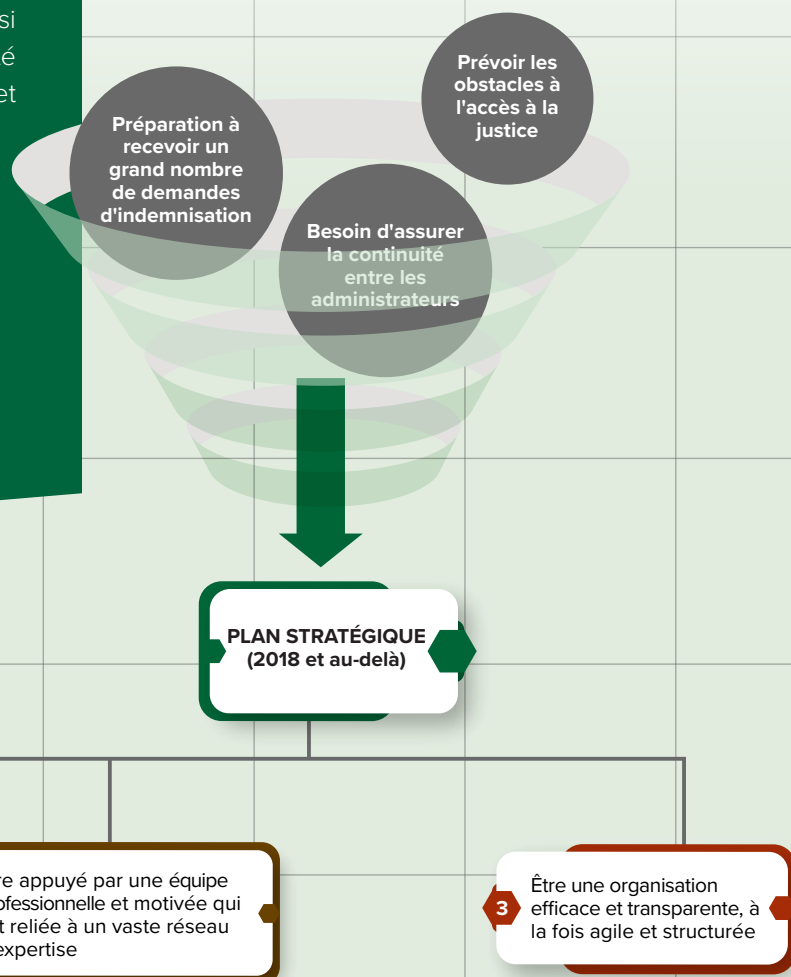 si
et
Préparation à
recevoir un
grand nombre
de demandes
d'indemnisation
Prévoir les
obstacles à
l'accès à la
justice
Besoin d'assurer
la continuité
entre les
administrateurs
PLAN STRATÉGIQUE
(2018 et au-delà)
appuyé par une équipe
et motivée qui
reliée à un vaste réseau
3
Être une organisation
efficace et transparente, à
la fois agile et structurée